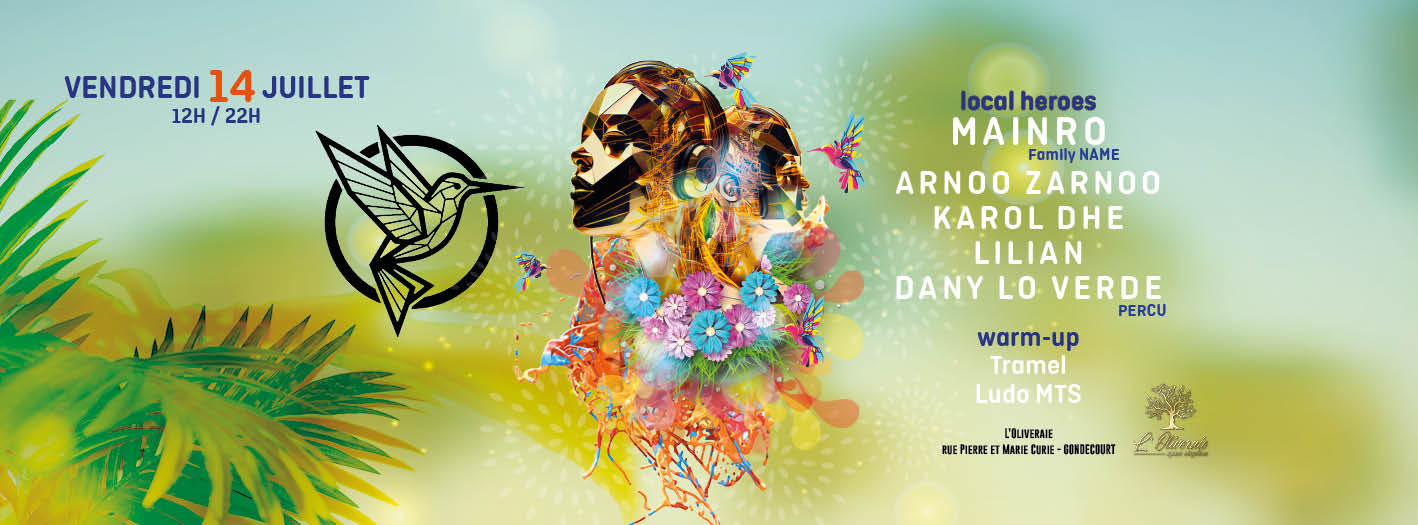 VENDREDI 14 JUILLET
12H / 22H
local heroes
MAINRO
Family NAME
ARNOO ZARNOO
KAROL DHE
LILIAN
DANY LO VERDE
PERCU
warm-up
Tramel
Ludo MTS
L'OLIVERAIE
RUE PIERRE ET MARIE CURIE - GONDECOURT
L'Oliveraie